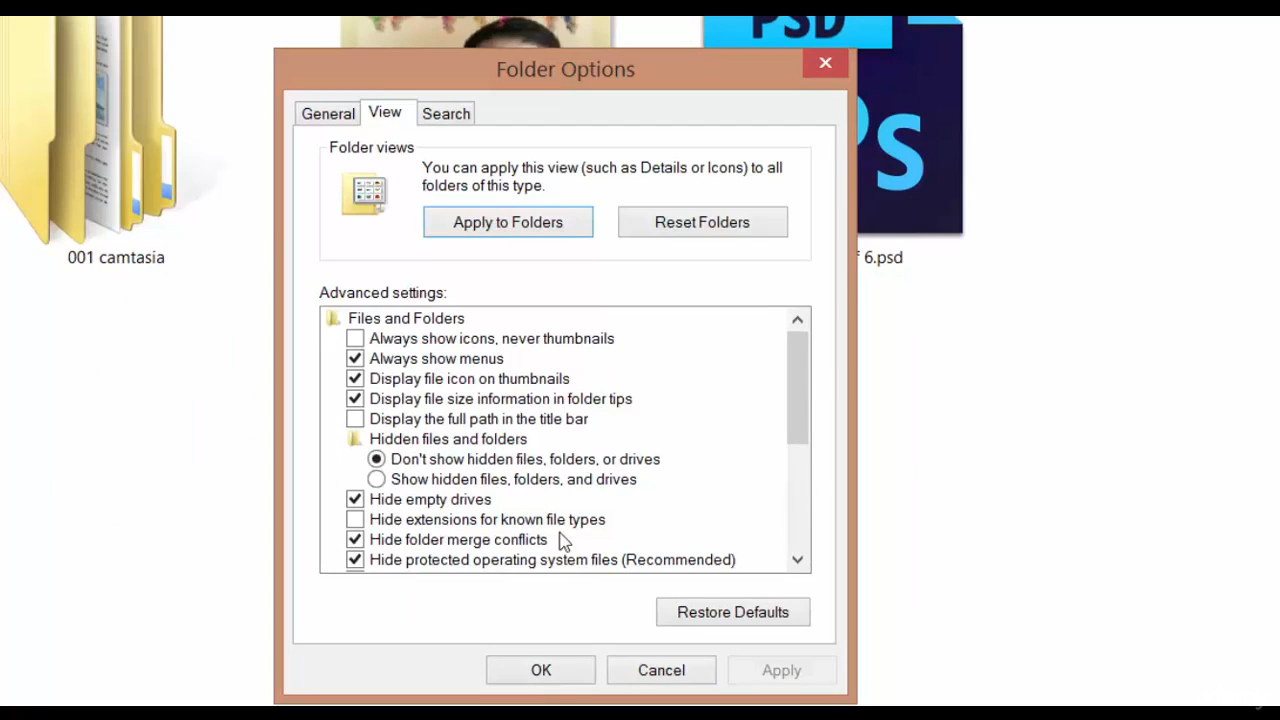 PSD
Folder Options
General
View
Search
Folder views
You can apply this view (such as Details or Icons) to all
folders of this type.
Apply to Folders
Reset Folders
Ps
001 camtasia
f 6.psd
Advanced settings:
Files and Folders
Always show icons, never thumbnails
Always show menus
Display file icon on thumbnails
Display file size information in folder tips
Display the full path in the title bar
Hidden files and folders
Don't show hidden files, folders, or drives
Show hidden files, folders, and drives
Hide empty drives
Hide extensions for known file types
Hide folder merge conflicts
Hide protected operating system files (Recommended)
Restore Defaults
OK
Cancel
Apply